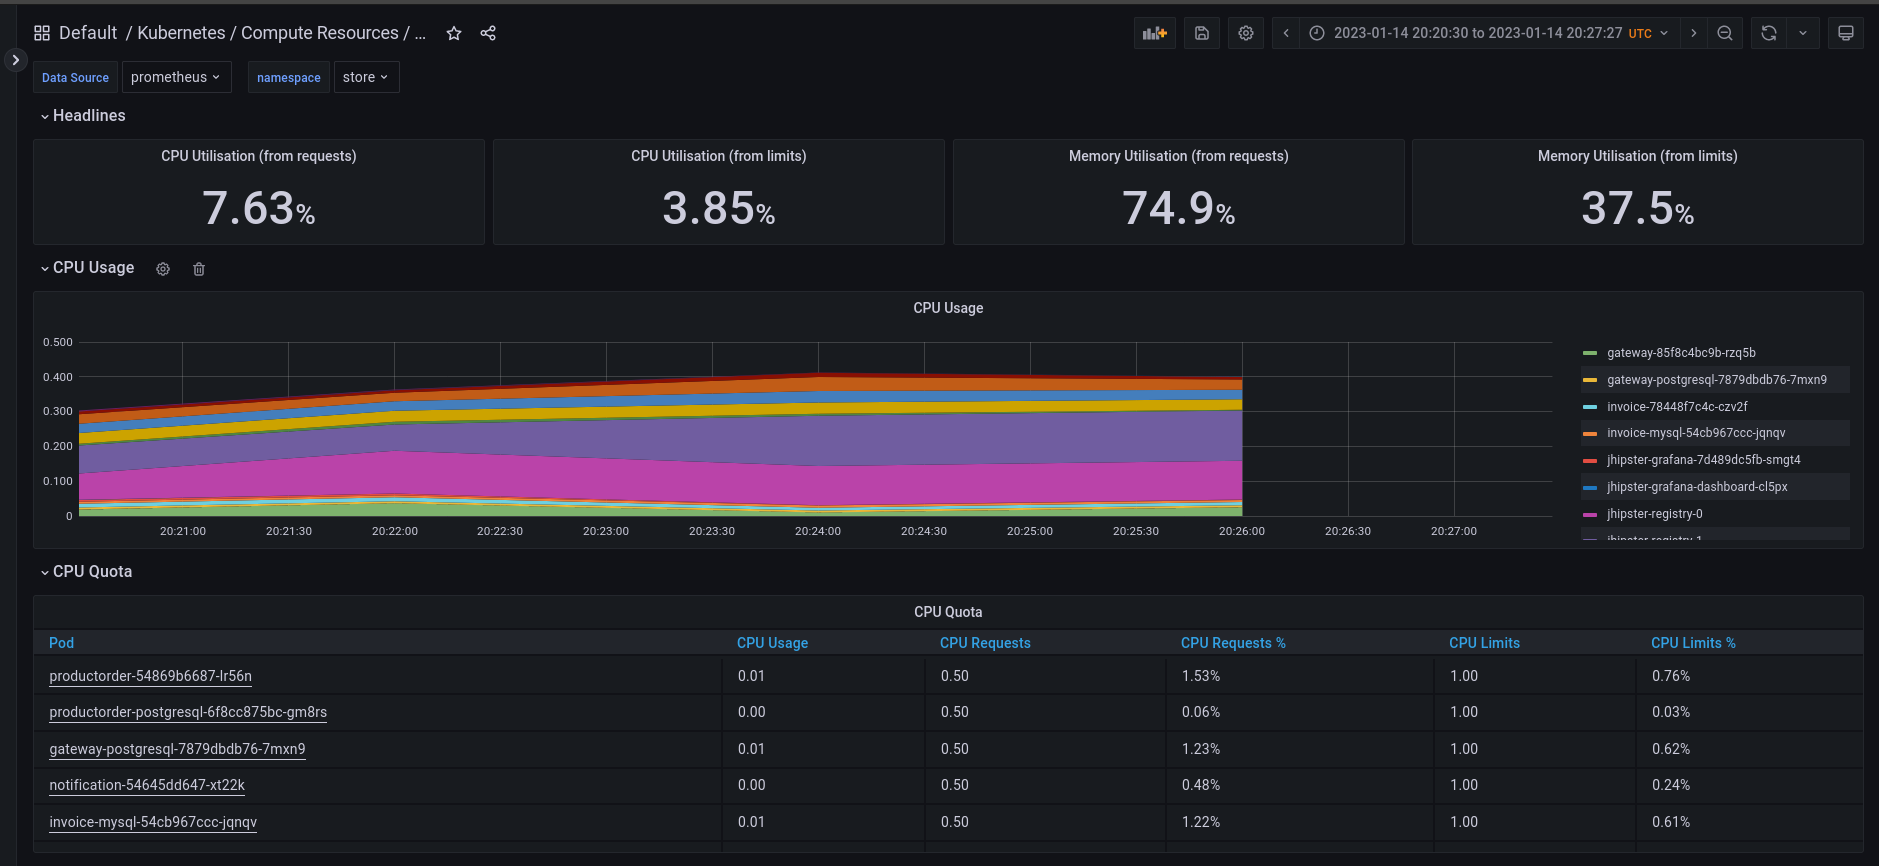 Default / Kubernetes / Compute Resources / ...
2023-01-14 20:20:30 to 2023-01-14 20:27:27 UTC
Data Source prometheus namespace store
Headlines
CPU Utilisation (from requests) CPU Utilisation (from limits) Memory Utilisation (from requests) Memory Utilisation (from limits)
7.63% 3.85% 74.9% 37.5%
CPU Usage
CPU Usage
0.500
0.400
0.300
0.200
0.100
0
20:21:00 20:21:30 20:22:00 20:22:30 20:23:00 20:23:30 20:24:00 20:24:30 20:25:00 20:25:30 20:26:00 20:26:30 20:27:00
gateway-85f8c4bc9b-rzq5b
gateway-postgresql-7879dbdb76-7mxn9
invoice-78448f7c4c-czv2f
invoice-mysql-54cb967ccc-jqnqv
jhipster-grafana-7d489dc5fb-smgt4
jhipster-grafana-dashboard-cl5px
jhipster-registry-0
jhipster-registry-1
CPU Quota
CPU Quota
Pod CPU Usage CPU Requests CPU Requests % CPU Limits CPU Limits %
productorder-54869b6687-lr56n 0.01 0.50 1.53% 1.00 0.76%
productorder-postgresql-6f8cc875bc-gm8rs 0.00 0.50 0.06% 1.00 0.03%
gateway-postgresql-7879dbdb76-7mxn9 0.01 0.50 1.23% 1.00 0.62%
notification-54645dd647-xt22k 0.00 0.50 0.48% 1.00 0.24%
invoice-mysql-54cb967ccc-jqnqv 0.01 0.50 1.22% 1.00 0.61%